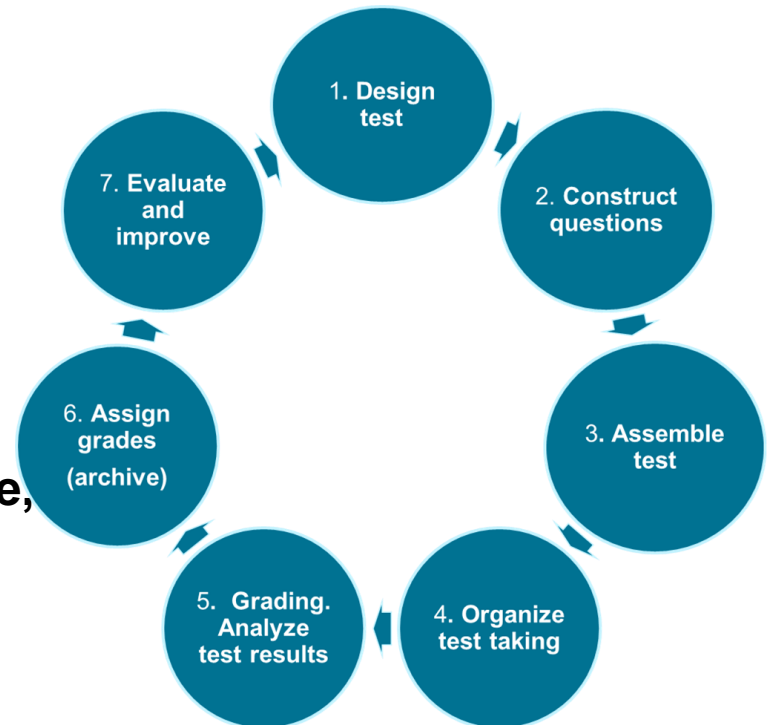 1. Design
test
2. Construct
questions
3. Assemble
test
4. Organize
test taking
5. Grading.
Analyze
test results
6. Assign
grades
(archive)
7. Evaluate
and
improve
e,